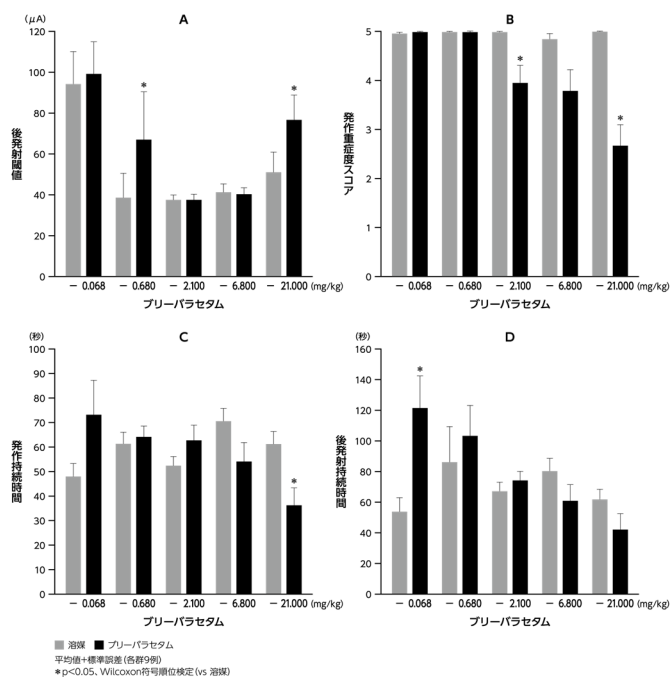 A
(μA)
120
100
80
60
40
20
0
後発射閾値
*
*
− 0.068 − 0.680 − 2.100 − 6.800 − 21.000 (mg/kg)
ブリーバラセタム
B
5
4
3
2
1
0
発作重症度スコア
*
*
− 0.068 − 0.680 − 2.100 − 6.800 − 21.000 (mg/kg)
ブリーバラセタム
C
(秒)
100
90
80
70
60
50
40
30
20
10
0
発作持続時間
*
− 0.068 − 0.680 − 2.100 − 6.800 − 21.000 (mg/kg)
ブリーバラセタム
D
(秒)
160
140
120
100
80
60
40
20
0
後発射持続時間
*
− 0.068 − 0.680 − 2.100 − 6.800 − 21.000 (mg/kg)
ブリーバラセタム
溶媒 ブリーバラセタム
平均値+標準誤差(各群9例)
*p<0.05、Wilcoxon符号順位検定(vs 溶媒)